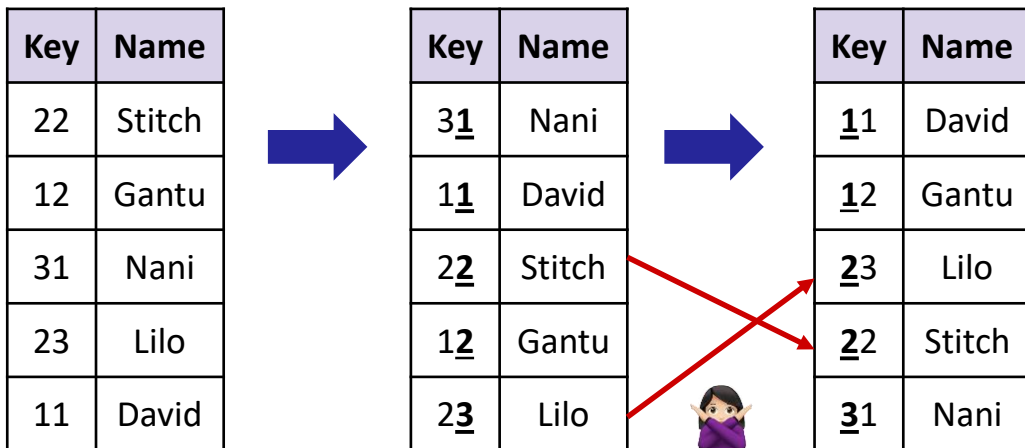 Key Name Key Name Key Name
22 Stitch 31 Nani 11 David
12 Gantu 11 David 12 Gantu
31 Nani 22 Stitch 23 Lilo
23 Lilo 12 Gantu 22 Stitch
11 David 23 Lilo 31 Nani